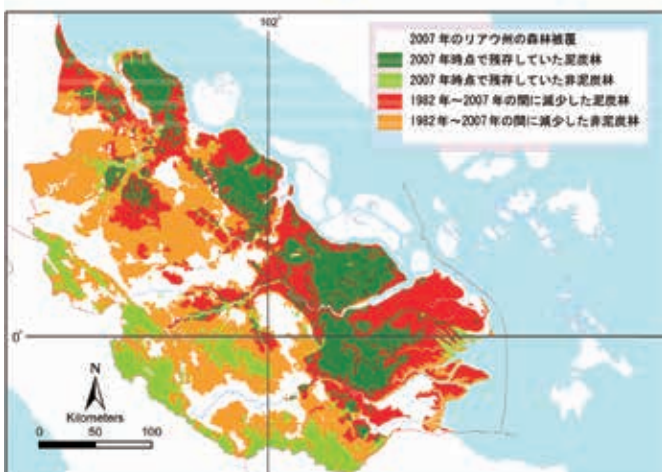 102°
2007年のリアウ州の森林被覆
2007年時点で残存していた泥炭林
2007年時点で残存していた非泥炭林
1982年~2007年の間に減少した泥炭林
1982年~2007年の間に減少した非泥炭林
0°
N
Kilometers
0 50 100